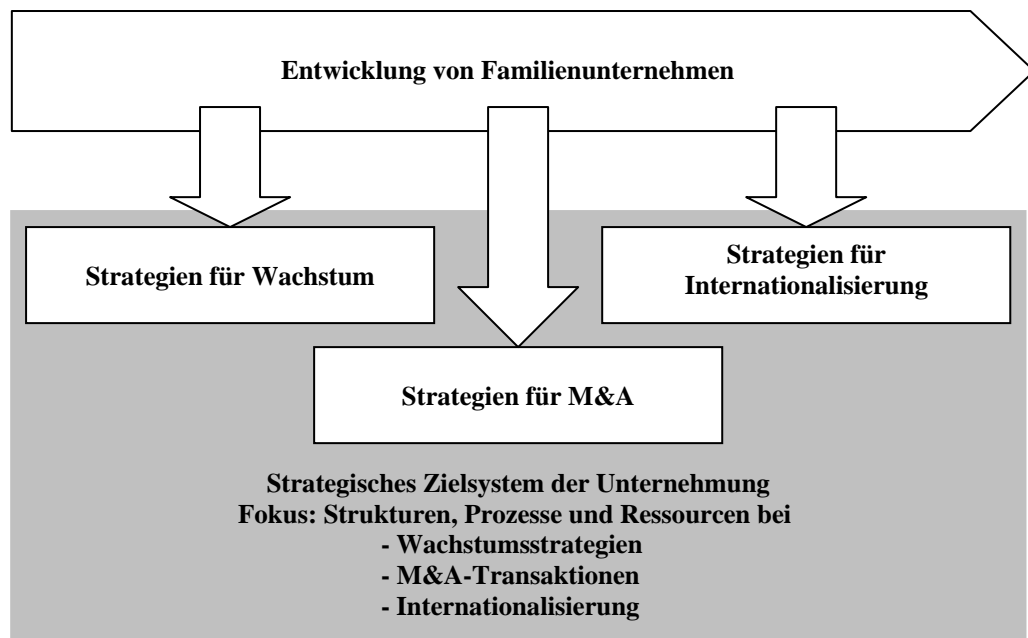 Entwicklung von Familienunternehmen
Strategien für Wachstum
Strategien für
Internationalisierung
Strategien für M&A
Strategisches Zielsystem der Unternehmung
Fokus: Strukturen, Prozesse und Ressourcen bei
- Wachstumsstrategien
- M&A-Transaktionen
- Internationalisierung